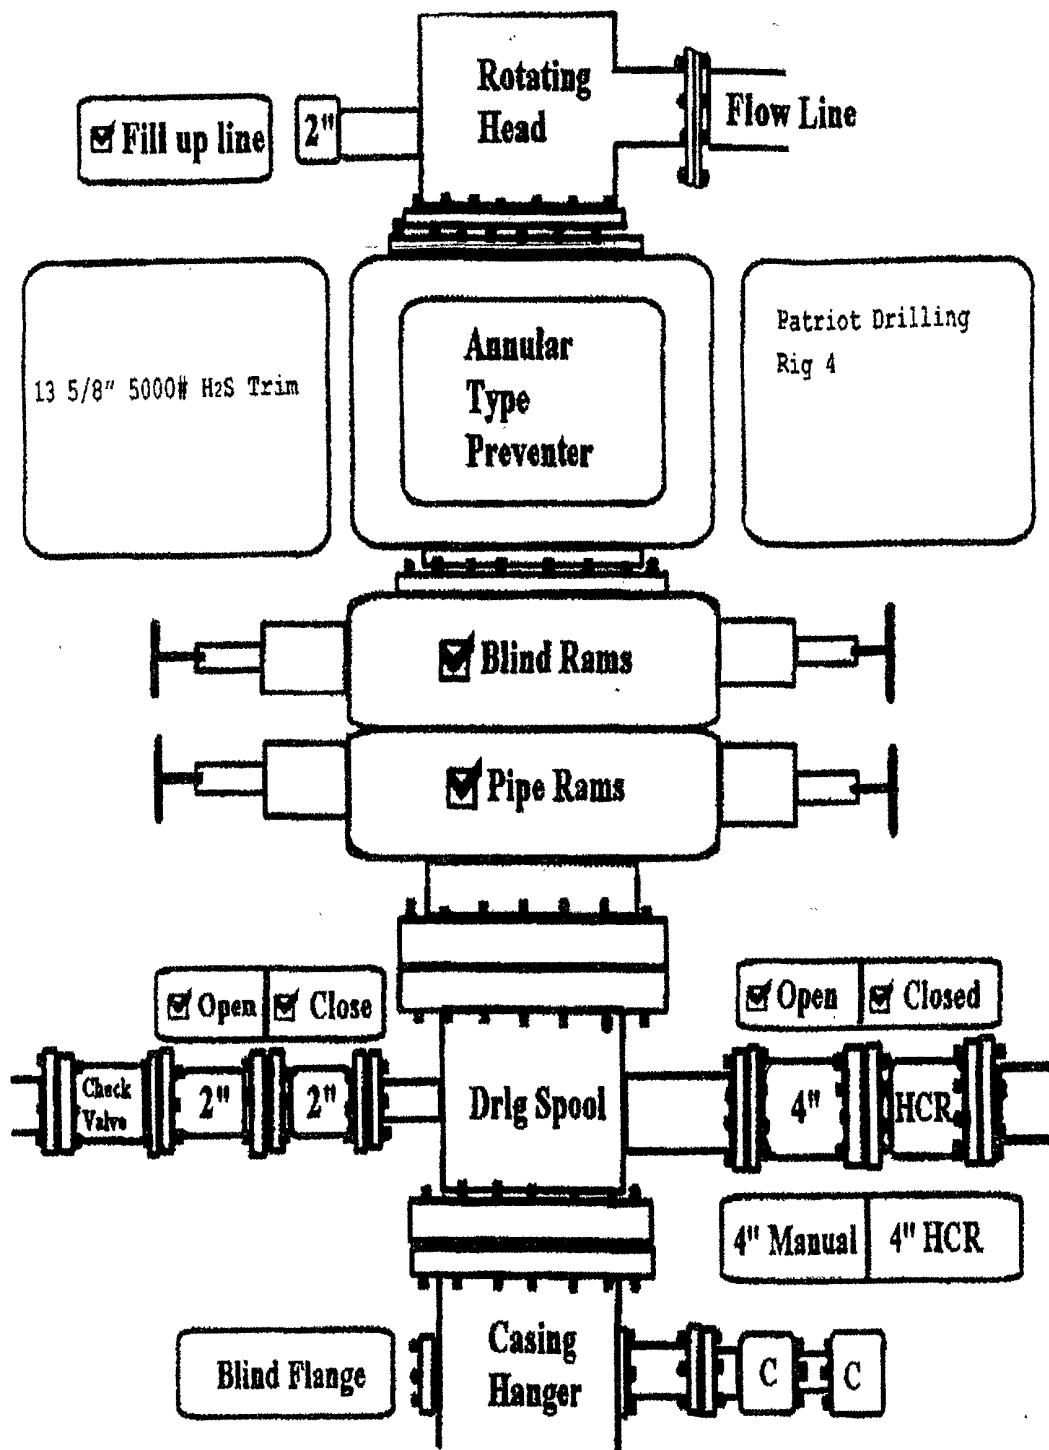 Rotating
Head
Fill up line
2"
Flow Line
13 5/8" 5000# H2S Trim
Annular
Type
Preventer
Patriot Drilling
Rig 4
Blind Rams
Pipe Rams
Open Close
Open Closed
Check
Valve
2" 2"
Drlg Spool
4" HCR
4" Manual 4" HCR
Blind Flange
Casing
Hanger
C C